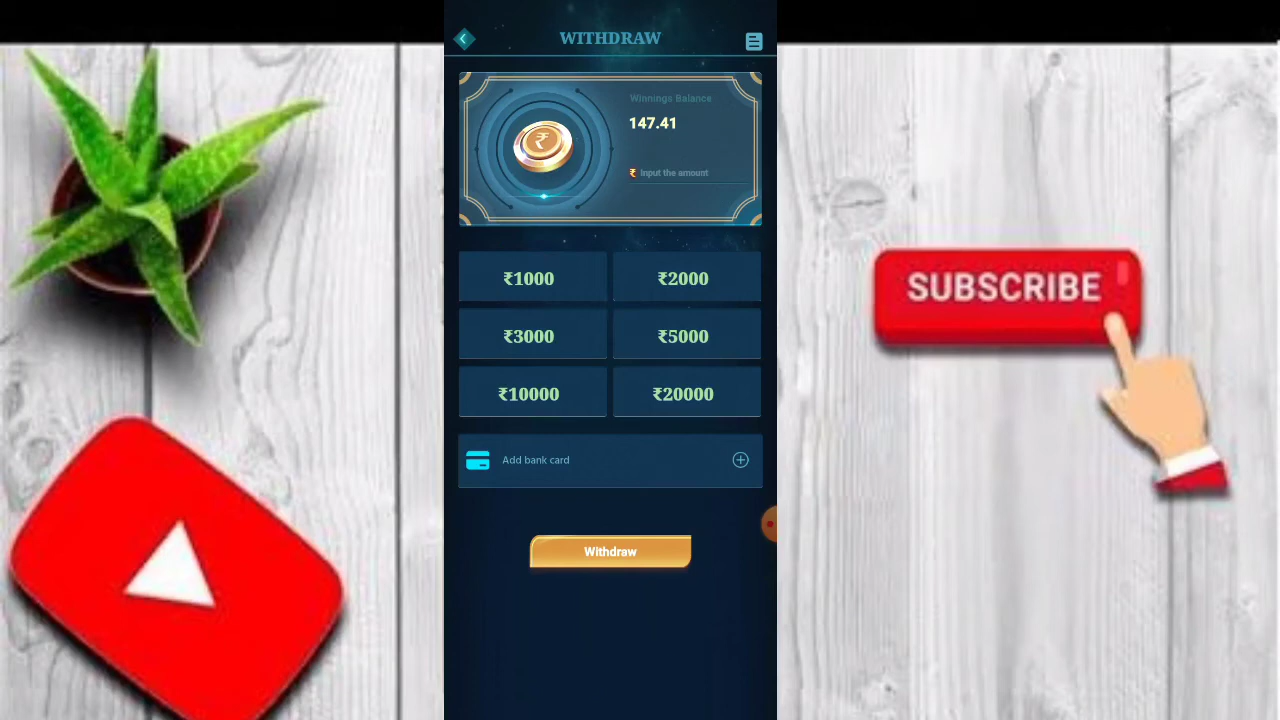 WITHDRAW
Winnings Balance
147.41
₹ Input the amount
₹1000
₹2000
₹3000
₹5000
₹10000
₹20000
Add bank card
Withdraw
SUBSCRIBE